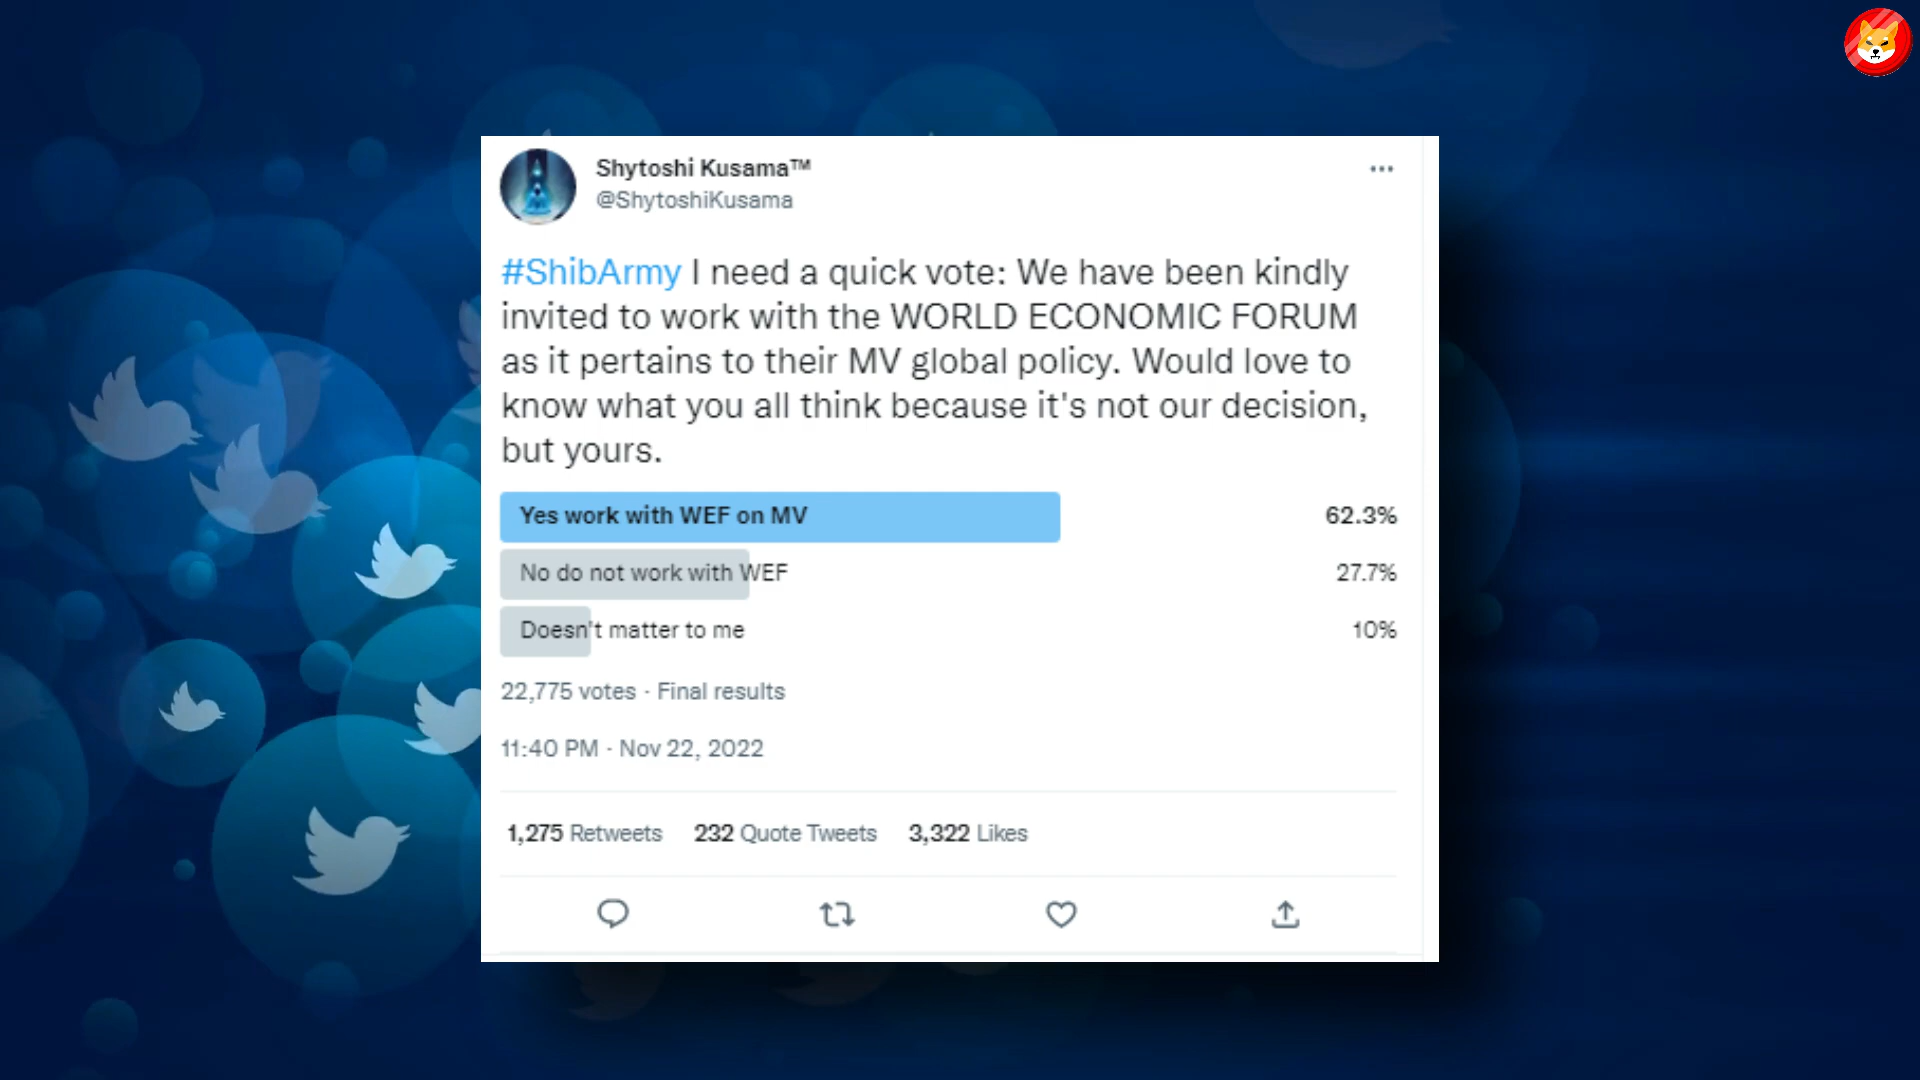 Shytoshi Kusama™
@ShytoshiKusama
#ShibArmy I need a quick vote: We have been kindly
invited to work with the WORLD ECONOMIC FORUM
as it pertains to their MV global policy. Would love to
know what you all think because it's not our decision,
but yours.
Yes work with WEF on MV 62.3%
No do not work with WEF 27.7%
Doesn't matter to me 10%
22,775 votes · Final results
11:40 PM · Nov 22, 2022
1,275 Retweets 232 Quote Tweets 3,322 Likes